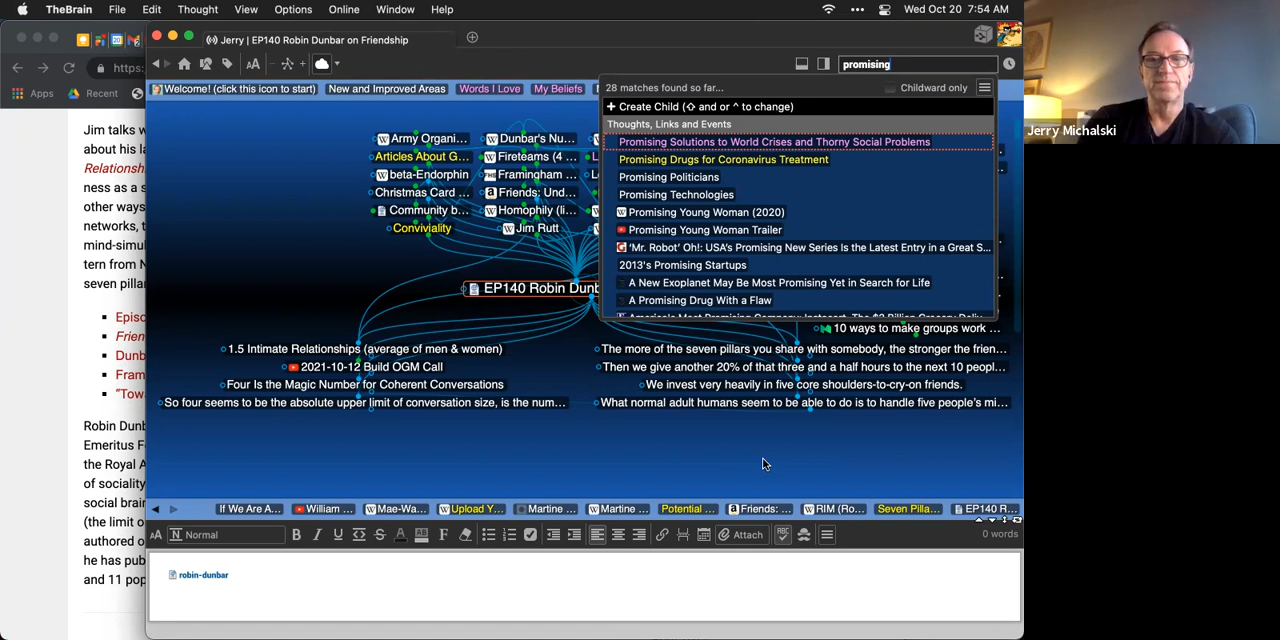 TheBrain File Edit Thought View Options Online Window Help Wed Oct 20 7:54 AM
Jerry | EP140 Robin Dunbar on Friendship
https:
promising
Apps Recent
Welcome! (click this icon to start) New and Improved Areas Words I Love My Beliefs
28 matches found so far... Childward only
+ Create Child (⇧ and or ^ to change)
Thoughts, Links and Events
Promising Solutions to World Crises and Thorny Social Problems
Promising Drugs for Coronavirus Treatment
Promising Politicians
Promising Technologies
Promising Young Woman (2020)
Promising Young Woman Trailer
‘Mr. Robot’ Oh!: USA's Promising New Series Is the Latest Entry in a Great S...
2013's Promising Startups
A New Exoplanet May Be Most Promising Yet in Search for Life
A Promising Drug With a Flaw
America's Most Promising Company: Instacart, The $2 Billion Grocery Deliv
Jerry Michalski
Army Organi... Dunbar's Nu...
Articles About G... Fireteams (4 ...
beta-Endorphin Framingham ...
Christmas Card ... Friends: Und...
Community b... Homophily (li...
Conviviality Jim Rutt
EP140 Robin Dunb
10 ways to make groups work ...
1.5 Intimate Relationships (average of men & women)
2021-10-12 Build OGM Call
Four Is the Magic Number for Coherent Conversations
So four seems to be the absolute upper limit of conversation size, is the num...
The more of the seven pillars you share with somebody, the stronger the frien...
Then we give another 20% of that three and a half hours to the next 10 peopl...
We invest very heavily in five core shoulders-to-cry-on friends.
What normal adult humans seem to be able to do is to handle five people's mi...
Jim talks w
about his la
Relationsh
ness as a s
other ways
networks, t
mind-simul
tern from N
seven pillar
Episo
Frien
Dunb
Fram
“Tow
Robin Dunb
Emeritus Fe
the Royal A
of sociality
social brain
(the limit o
authored o
he has pub
and 11 pop
If We Are A... William ... Mae-Wa... Upload Y... Martine ... Martine ... Potential ... Friends: ... RIM (Ro... Seven Pilla... EP140 R...
AA N Normal B I U S A F Attach 0 words
robin-dunbar